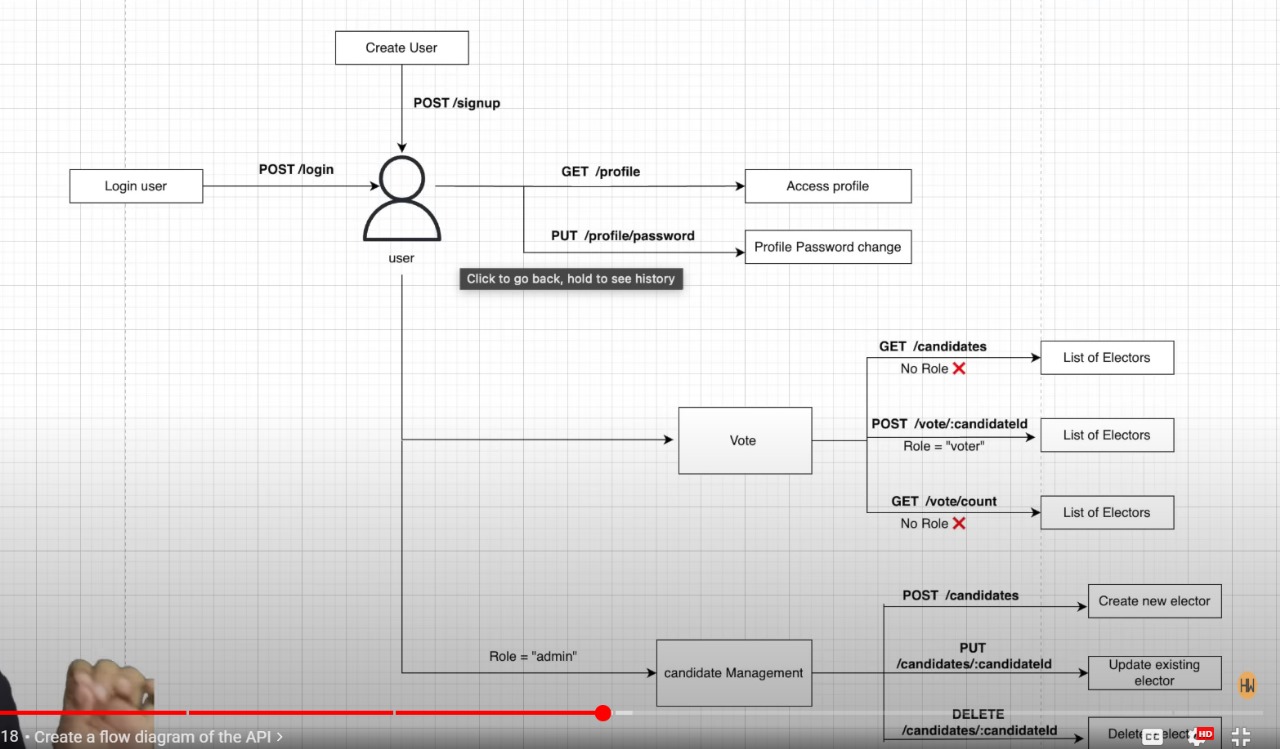 Create User
POST /signup
POST /login
Login user
GET /profile
Access profile
PUT /profile/password
Profile Password change
user
Click to go back, hold to see history
GET /candidates
No Role ❌
List of Electors
Vote
POST /vote/:candidateId
Role = "voter"
List of Electors
GET /vote/count
No Role ❌
List of Electors
POST /candidates
Create new elector
Role = "admin"
candidate Management
PUT
/candidates/:candidateId
Update existing
elector
DELETE
/candidates/:candidateId
HW
18 • Create a flow diagram of the API >
CC
HD